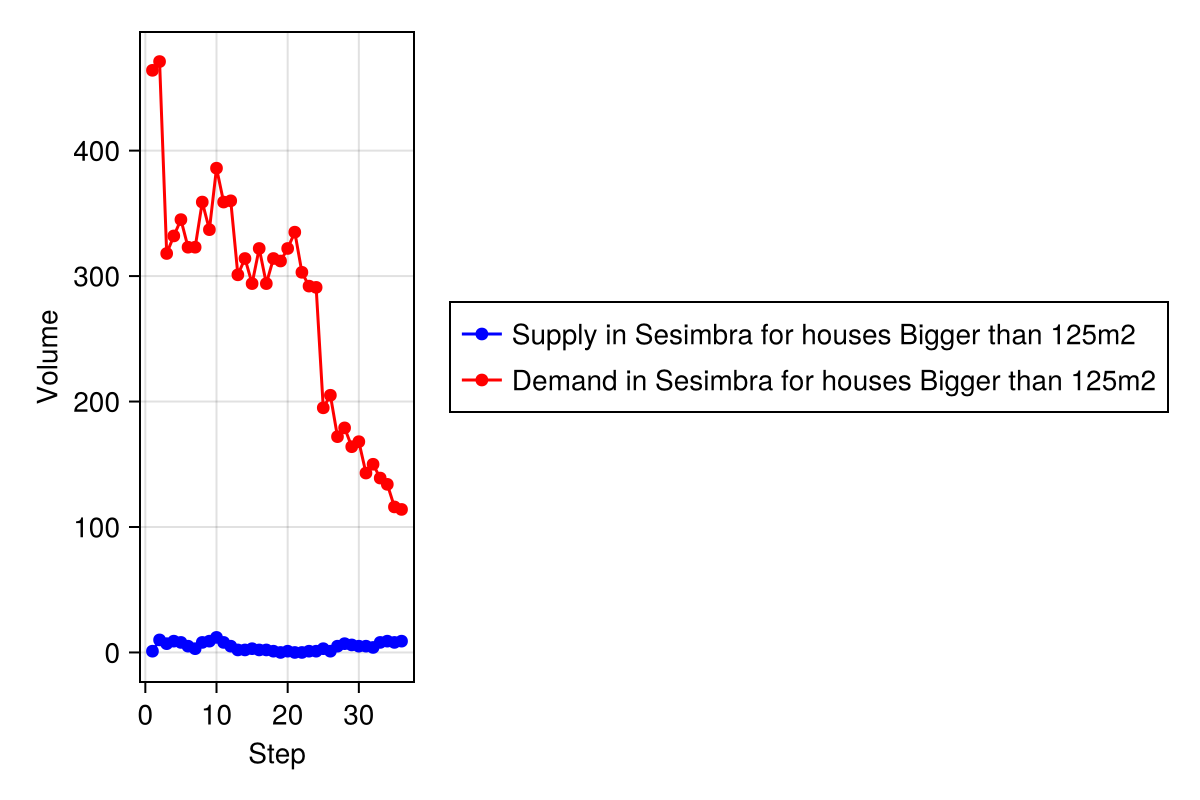 Volume
400
300
200
100
0
0 10 20 30
Step
Supply in Sesimbra for houses Bigger than 125m2
Demand in Sesimbra for houses Bigger than 125m2